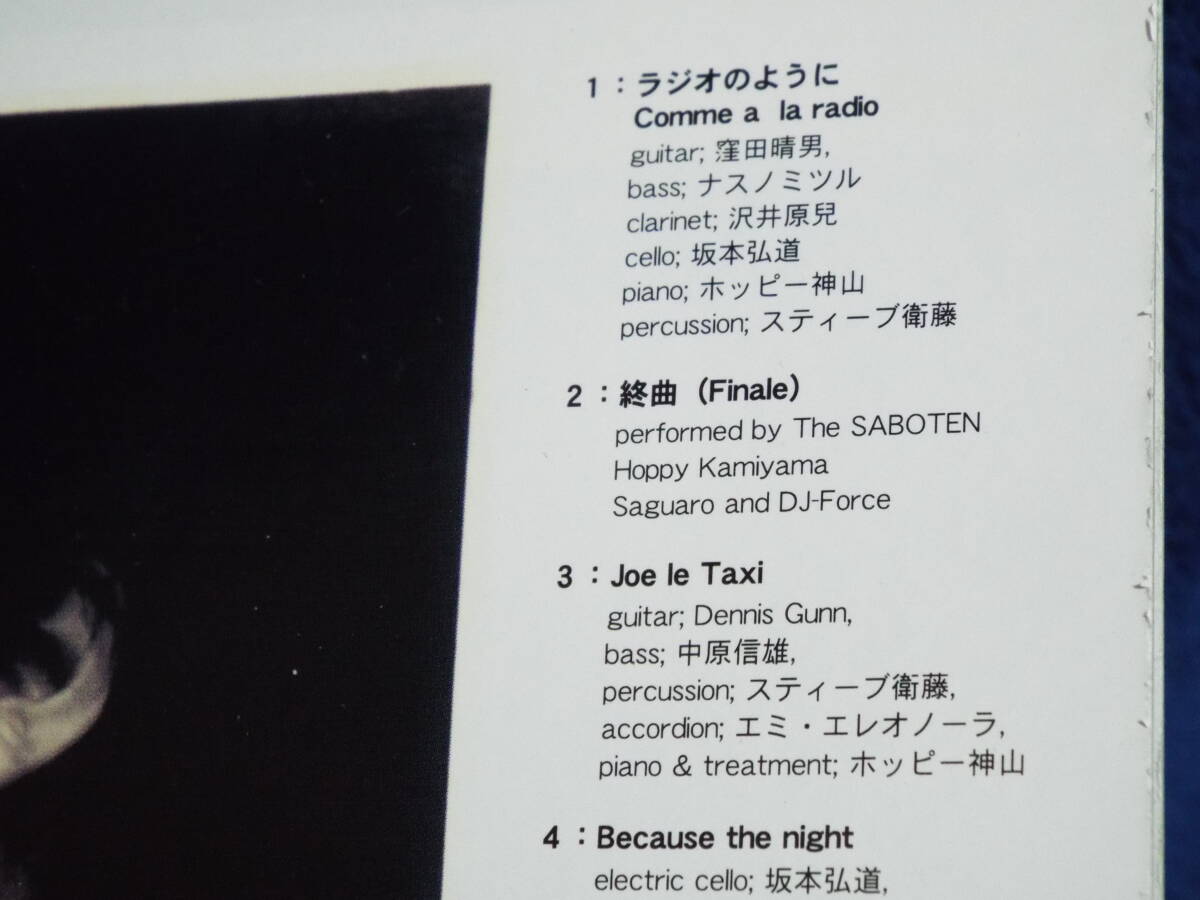 1：ラジオのように
Comme a la radio
guitar; 窪田晴男,
bass; ナスノミツル
clarinet; 沢井原兒
cello; 坂本弘道
piano; ホッピー神山
percussion; スティーブ衛藤
2：終曲（Finale）
performed by The SABOTEN
Hoppy Kamiyama
Saguaro and DJ-Force
3：Joe le Taxi
guitar; Dennis Gunn,
bass; 中原信雄,
percussion; スティーブ衛藤,
accordion; エミ・エレオノーラ,
piano & treatment; ホッピー神山
4：Because the night
electric cello; 坂本弘道,